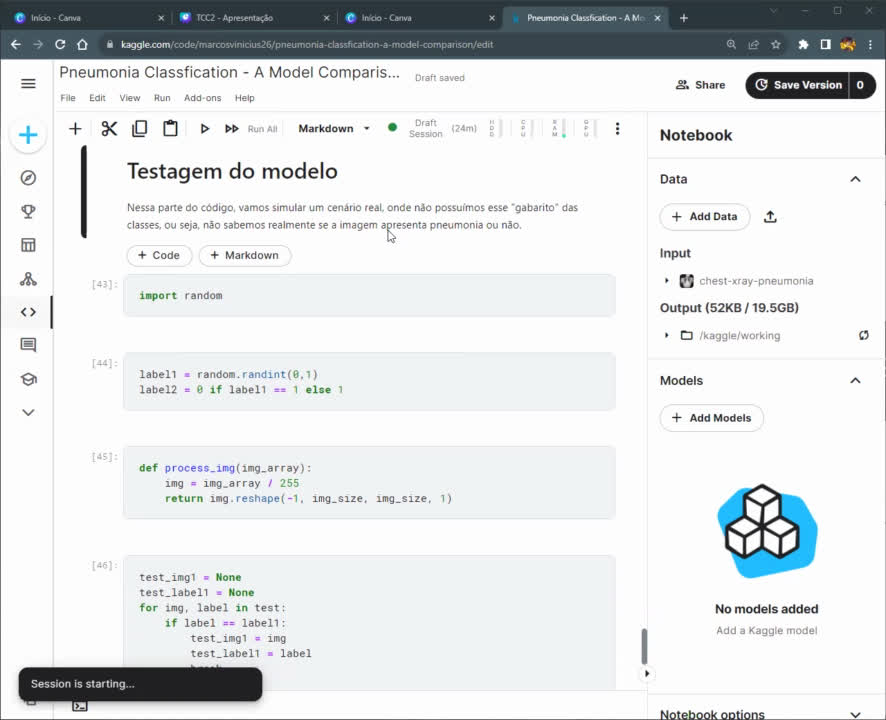 Início - Canva
TCC2 - Apresentação
Início - Canva
Pneumonia Classfication - A Mo
kaggle.com/code/marcosvinicius26/pneumonia-classfication-a-model-comparison/edit
Pneumonia Classfication - A Model Comparis...
Draft saved
Share
Save Version
0
File
Edit
View
Run
Add-ons
Help
Run All
Markdown
Draft
Session
(24m)
HDD
CPU
RAM
GPU
Notebook
Testagem do modelo
Nessa parte do código, vamos simular um cenário real, onde não possuímos esse "gabarito" das
classes, ou seja, não sabemos realmente se a imagem apresenta pneumonia ou não.
+ Code
+ Markdown
[43]:
import random
[44]:
label1 = random.randint(0,1)
label2 = 0 if label1 == 1 else 1
[45]:
def process_img(img_array):
img = img_array / 255
return img.reshape(-1, img_size, img_size, 1)
[46]:
test_img1 = None
test_label1 = None
for img, label in test:
if label == label1:
test_img1 = img
test_label1 = label
break
Session is starting...
Data
+ Add Data
Input
chest-xray-pneumonia
Output (52KB / 19.5GB)
/kaggle/working
Models
+ Add Models
No models added
Add a Kaggle model
Notebook options